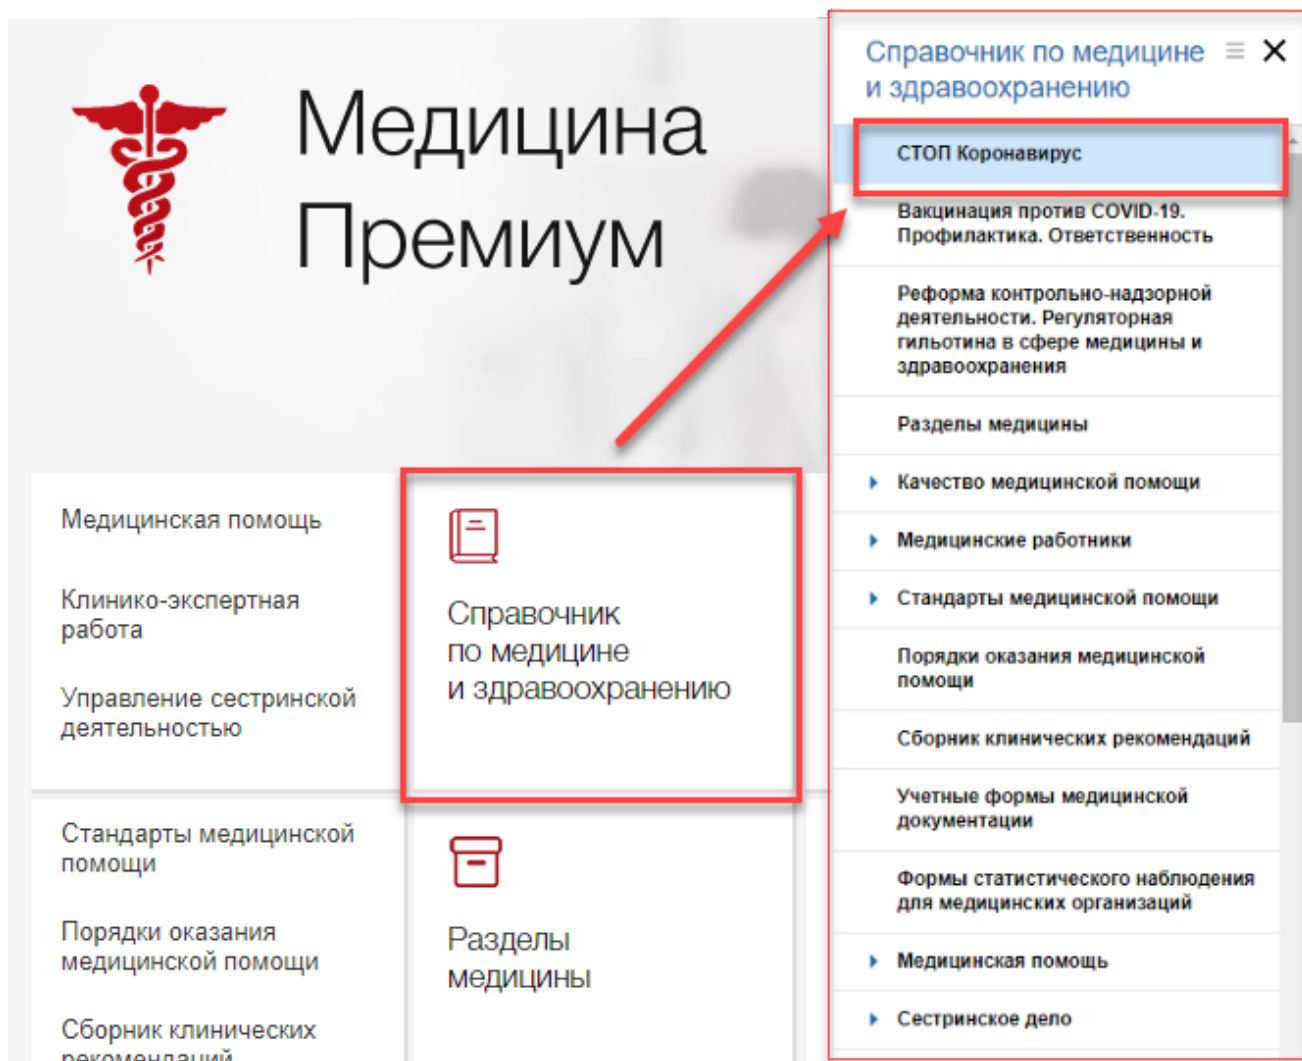 Медицина
Премиум
Медицинская помощь
Клинико-экспертная
работа
Управление сестринской
деятельностью
Справочник
по медицине
и здравоохранению
Стандарты медицинской
помощи
Порядки оказания
медицинской помощи
Сборник клинических
рекомендаций
Разделы
медицины
Справочник по медицине
и здравоохранению
СТОП Коронавирус
Вакцинация против COVID-19.
Профилактика. Ответственность
Реформа контрольно-надзорной
деятельности. Регуляторная
гильотина в сфере медицины и
здравоохранения
Разделы медицины
Качество медицинской помощи
Медицинские работники
Стандарты медицинской помощи
Порядки оказания медицинской
помощи
Сборник клинических рекомендаций
Учетные формы медицинской
документации
Формы статистического наблюдения
для медицинских организаций
Медицинская помощь
Сестринское дело